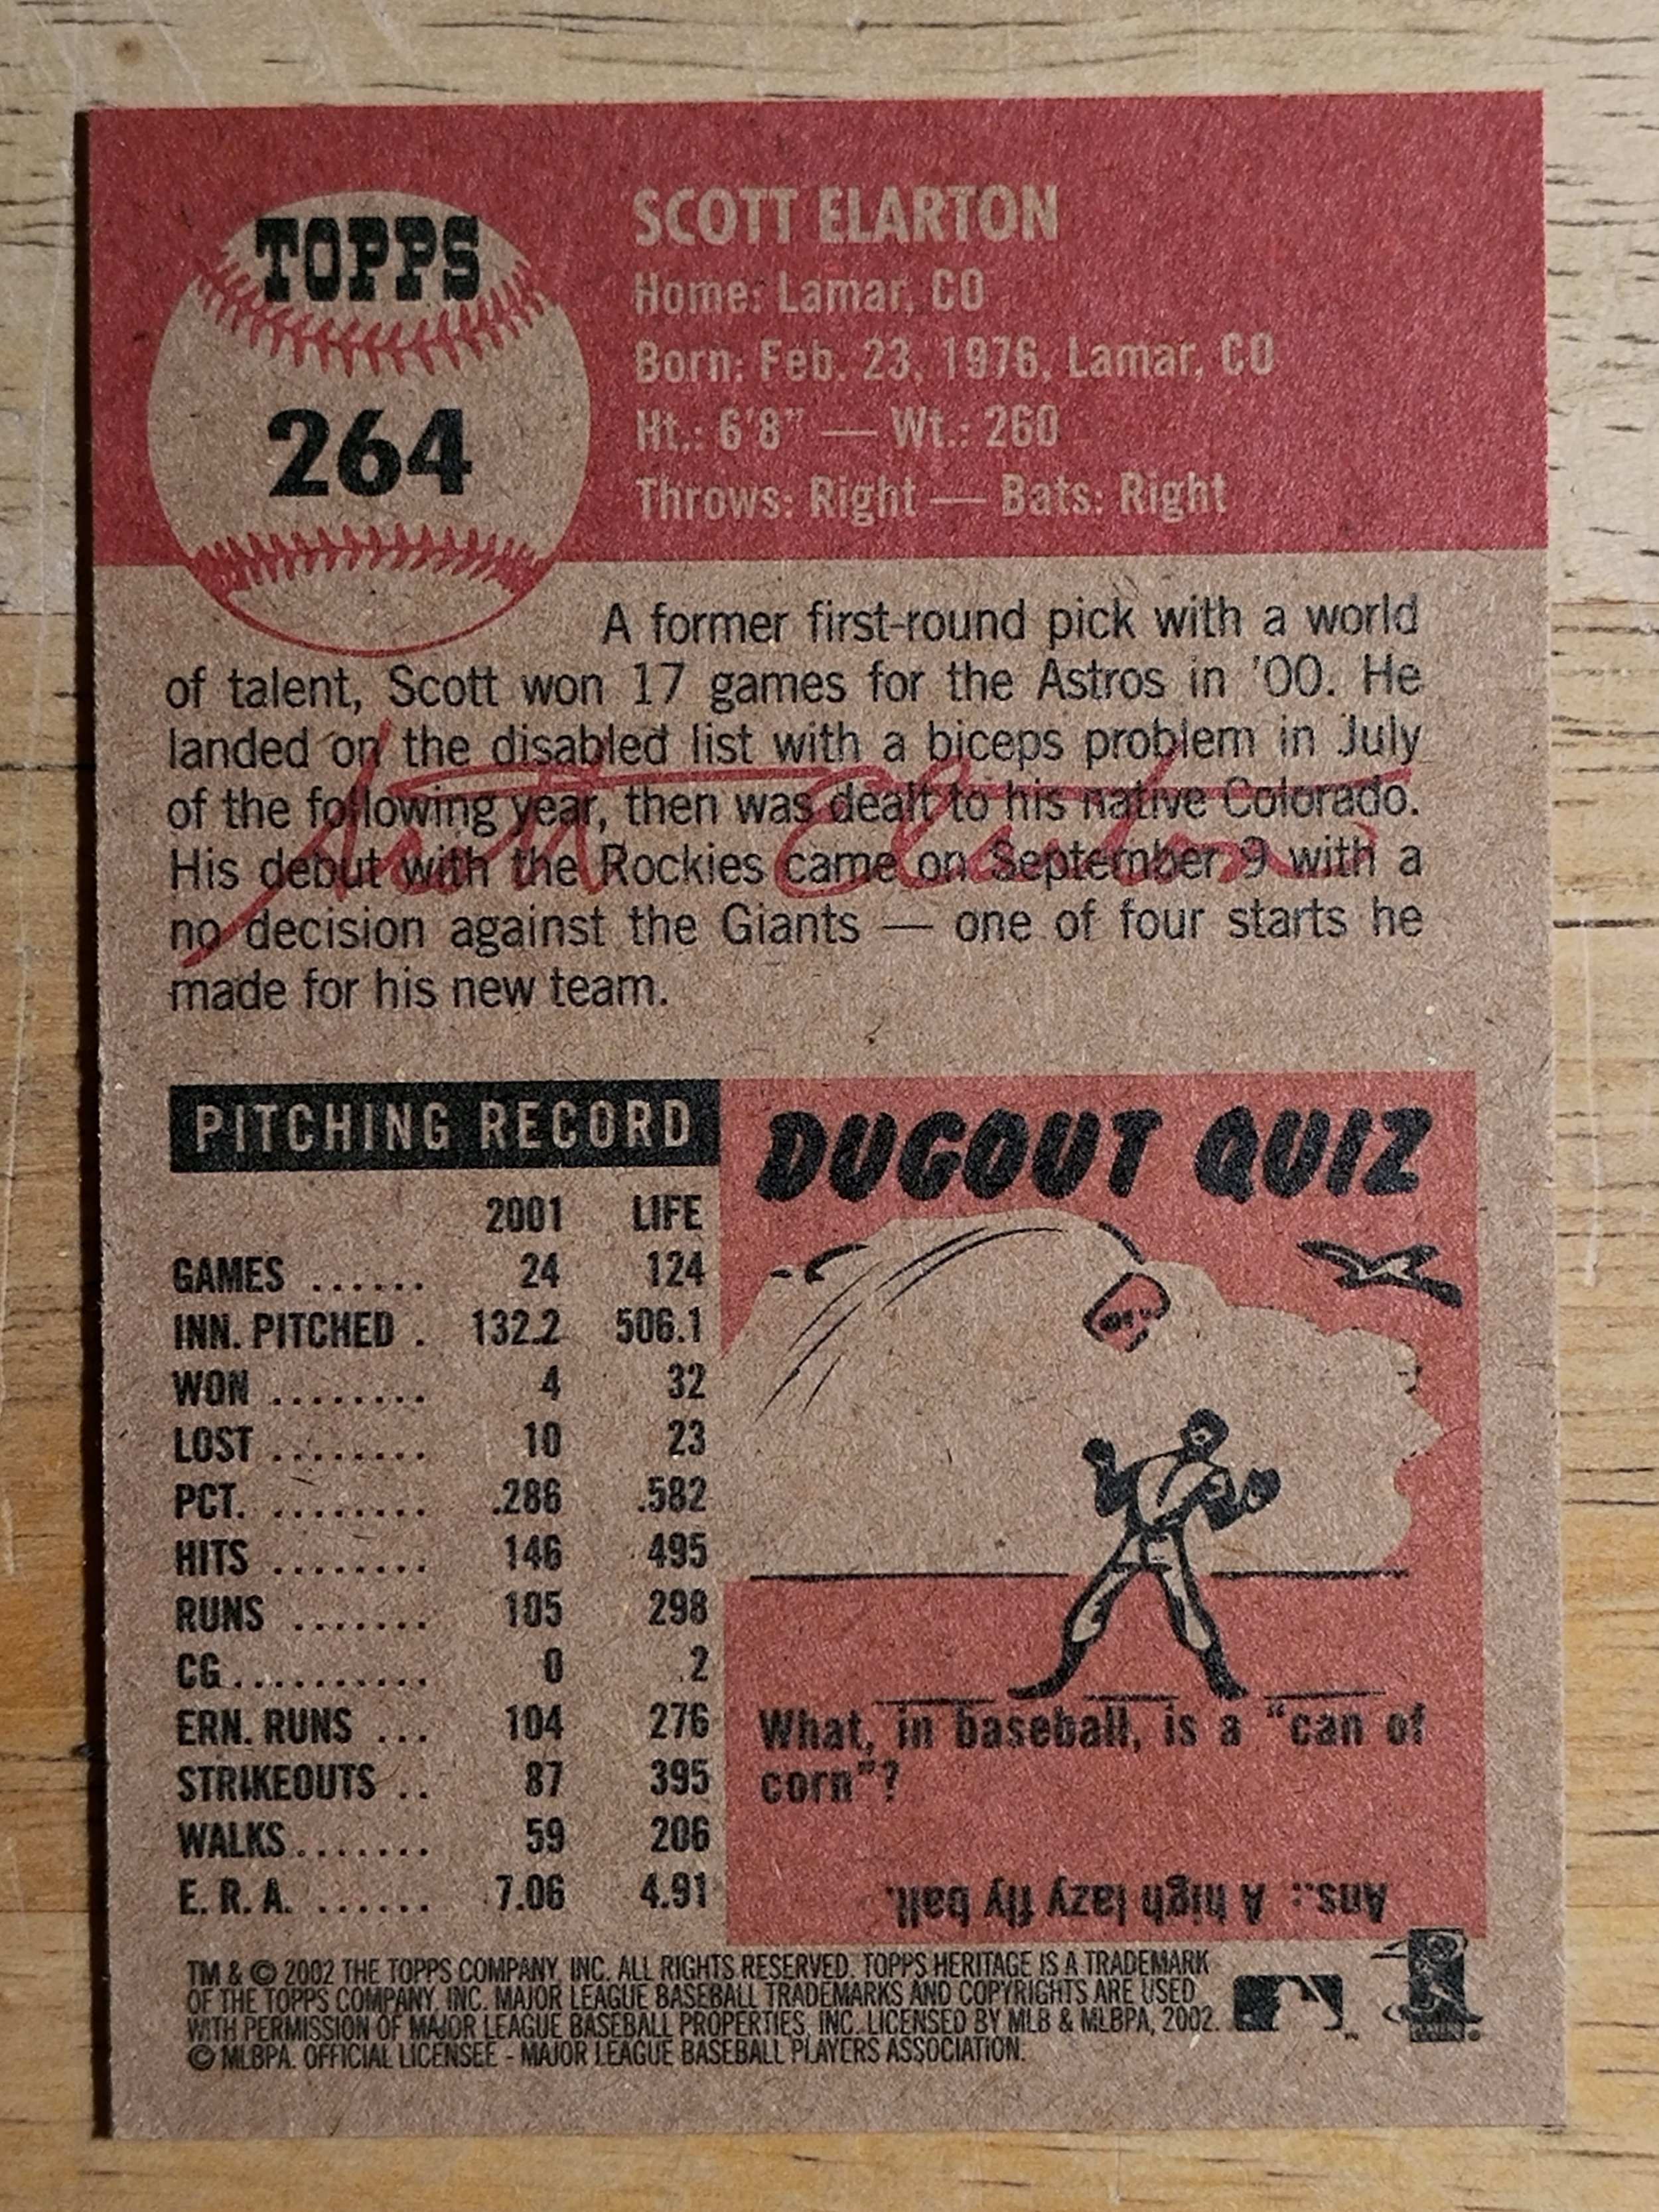 TOPPS
264
SCOTT ELARTON
Home: Lamar, CO
Born: Feb. 23, 1976, Lamar, CO
Ht.: 6'8" — Wt.: 260
Throws: Right — Bats: Right
A former first-round pick with a world
of talent, Scott won 17 games for the Astros in '00. He
landed on the disabled list with a biceps problem in July
of the following year, then was dealt to his native Colorado.
His debut with the Rockies came on September 9 with a
no decision against the Giants — one of four starts he
made for his new team.
Scott Elarton
PITCHING RECORD
2001 LIFE
GAMES ...... 24 124
INN. PITCHED . 132.2 506.1
WON ........ 4 32
LOST ........ 10 23
PCT. ........ .286 .582
HITS ........ 146 495
RUNS ....... 105 298
CG.......... 0 2
ERN. RUNS ... 104 276
STRIKEOUTS .. 87 395
WALKS....... 59 206
E. R. A. ...... 7.06 4.91
DUGOUT QUIZ
What, in baseball, is a "can of
corn"?
Ans.: A high lazy fly ball.
TM & © 2002 THE TOPPS COMPANY, INC. ALL RIGHTS RESERVED. TOPPS HERITAGE IS A TRADEMARK
OF THE TOPPS COMPANY, INC. MAJOR LEAGUE BASEBALL TRADEMARKS AND COPYRIGHTS ARE USED
WITH PERMISSION OF MAJOR LEAGUE BASEBALL PROPERTIES, INC. LICENSED BY MLB & MLBPA, 2002.
© MLBPA. OFFICIAL LICENSEE - MAJOR LEAGUE BASEBALL PLAYERS ASSOCIATION.